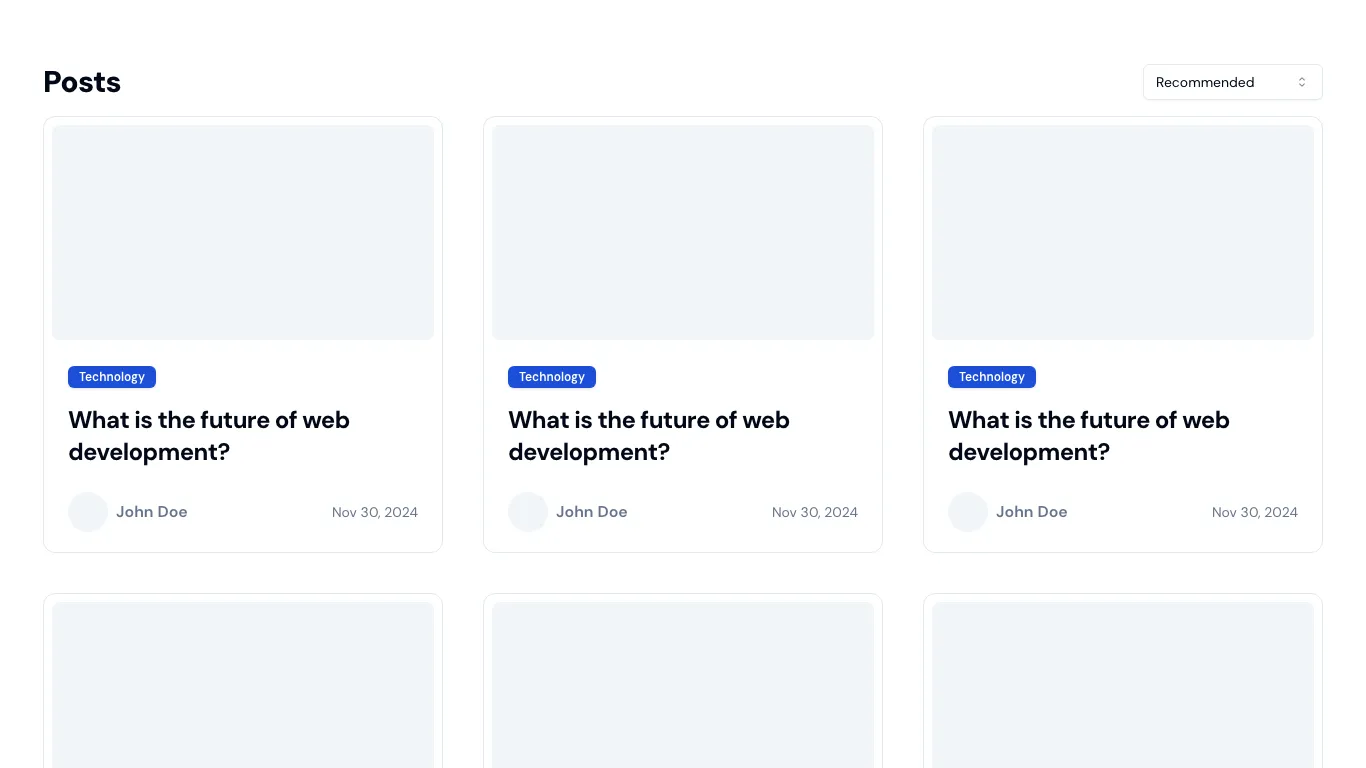 Posts
Recommended
Technology
What is the future of web
development?
John Doe
Nov 30, 2024
Technology
What is the future of web
development?
John Doe
Nov 30, 2024
Technology
What is the future of web
development?
John Doe
Nov 30, 2024